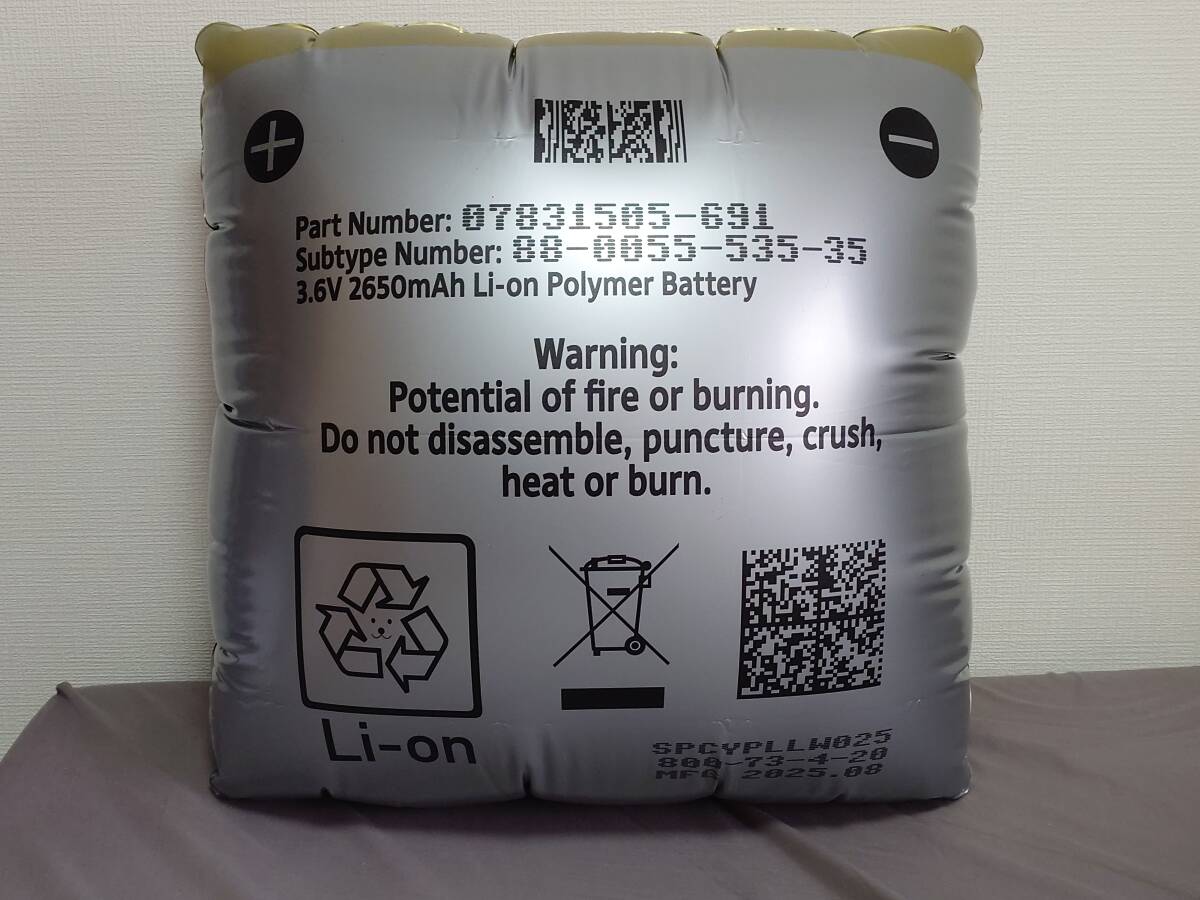 Part Number: 07831505-691
Subtype Number: 88-0055-535-35
3.6V 2650mAh Li-on Polymer Battery
Warning:
Potential of fire or burning.
Do not disassemble, puncture, crush,
heat or burn.
Li-on
SPCYPLLW025
800-73-4-20
MFG 2025.08